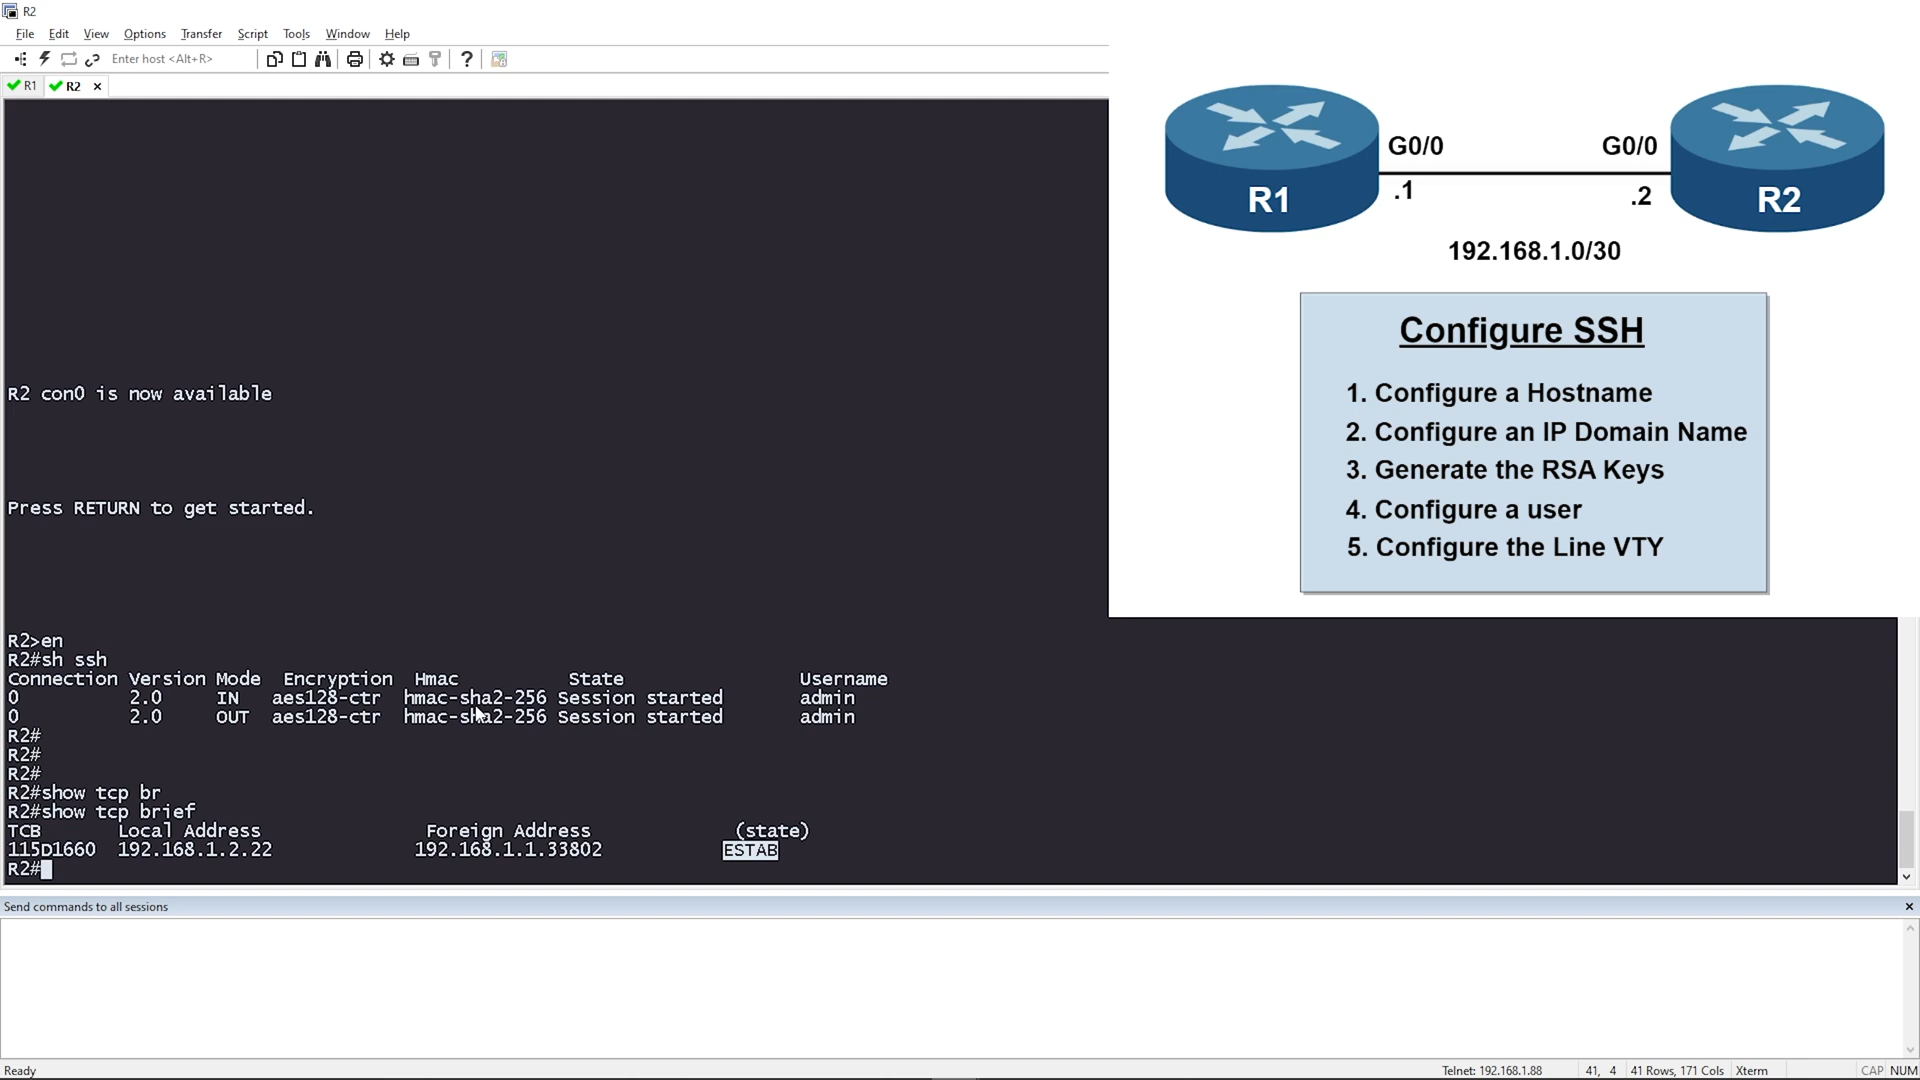 R2
File Edit View Options Transfer Script Tools Window Help
Enter host <Alt+R>
R1 R2
G0/0 G0/0
.1 .2
R1 R2
192.168.1.0/30
Configure SSH
1. Configure a Hostname
2. Configure an IP Domain Name
3. Generate the RSA Keys
4. Configure a user
5. Configure the Line VTY
R2 con0 is now available
Press RETURN to get started.
R2>en
R2#sh ssh
Connection Version Mode Encryption Hmac State Username
0 2.0 IN aes128-ctr hmac-sha2-256 Session started admin
0 2.0 OUT aes128-ctr hmac-sha2-256 Session started admin
R2#
R2#
R2#
R2#show tcp br
R2#show tcp brief
TCB Local Address Foreign Address (state)
115D1660 192.168.1.2.22 192.168.1.1.33802 ESTAB
R2#
Send commands to all sessions
Ready Telnet: 192.168.1.88 41, 4 41 Rows, 171 Cols Xterm CAP NUM